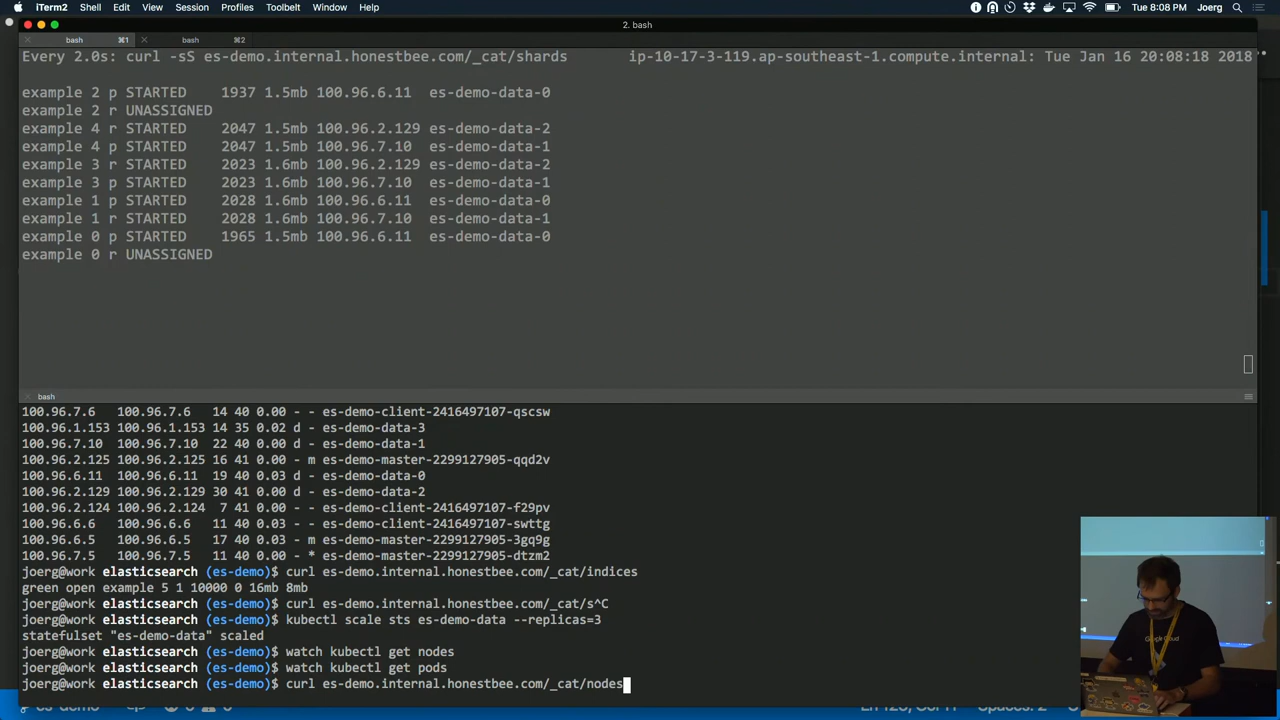 iTerm2 Shell Edit View Session Profiles Toolbelt Window Help Tue 8:08 PM Joerg
2. bash
bash ⌘1 bash ⌘2
Every 2.0s: curl -sS es-demo.internal.honestbee.com/_cat/shards ip-10-17-3-119.ap-southeast-1.compute.internal: Tue Jan 16 20:08:18 2018
example 2 p STARTED 1937 1.5mb 100.96.6.11 es-demo-data-0
example 2 r UNASSIGNED
example 4 r STARTED 2047 1.5mb 100.96.2.129 es-demo-data-2
example 4 p STARTED 2047 1.5mb 100.96.7.10 es-demo-data-1
example 3 r STARTED 2023 1.6mb 100.96.2.129 es-demo-data-2
example 3 p STARTED 2023 1.6mb 100.96.7.10 es-demo-data-1
example 1 p STARTED 2028 1.6mb 100.96.6.11 es-demo-data-0
example 1 r STARTED 2028 1.6mb 100.96.7.10 es-demo-data-1
example 0 p STARTED 1965 1.5mb 100.96.6.11 es-demo-data-0
example 0 r UNASSIGNED
bash
100.96.7.6 100.96.7.6 14 40 0.00 - - es-demo-client-2416497107-qscsw
100.96.1.153 100.96.1.153 14 35 0.02 d - es-demo-data-3
100.96.7.10 100.96.7.10 22 40 0.00 d - es-demo-data-1
100.96.2.125 100.96.2.125 16 41 0.00 - m es-demo-master-2299127905-qqd2v
100.96.6.11 100.96.6.11 19 40 0.03 d - es-demo-data-0
100.96.2.129 100.96.2.129 30 41 0.00 d - es-demo-data-2
100.96.2.124 100.96.2.124 7 41 0.00 - - es-demo-client-2416497107-f29pv
100.96.6.6 100.96.6.6 11 40 0.03 - - es-demo-client-2416497107-swttg
100.96.6.5 100.96.6.5 17 40 0.03 - m es-demo-master-2299127905-3gq9g
100.96.7.5 100.96.7.5 11 40 0.00 - * es-demo-master-2299127905-dtzm2
joerg@work elasticsearch (es-demo)$ curl es-demo.internal.honestbee.com/_cat/indices
green open example 5 1 10000 0 16mb 8mb
joerg@work elasticsearch (es-demo)$ curl es-demo.internal.honestbee.com/_cat/s^C
joerg@work elasticsearch (es-demo)$ kubectl scale sts es-demo-data --replicas=3
statefulset "es-demo-data" scaled
joerg@work elasticsearch (es-demo)$ watch kubectl get nodes
joerg@work elasticsearch (es-demo)$ watch kubectl get pods
joerg@work elasticsearch (es-demo)$ curl es-demo.internal.honestbee.com/_cat/nodes
Google Cloud